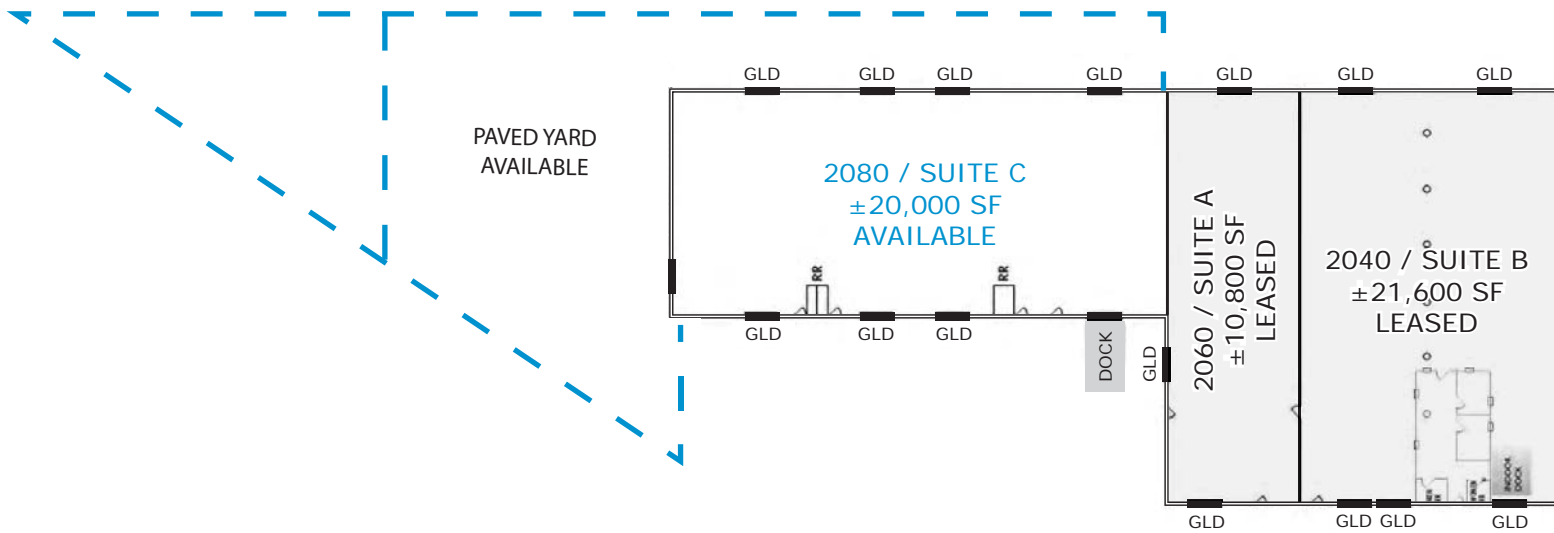 GLD GLD GLD GLD GLD GLD GLD
PAVED YARD
AVAILABLE
2080 / SUITE C
±20,000 SF
AVAILABLE
2060 / SUITE A
±10,800 SF
LEASED
2040 / SUITE B
±21,600 SF
LEASED
RR
RR
GLD GLD GLD
DOCK
GLD
INDOOR
DOCK
GLD GLD GLD GLD